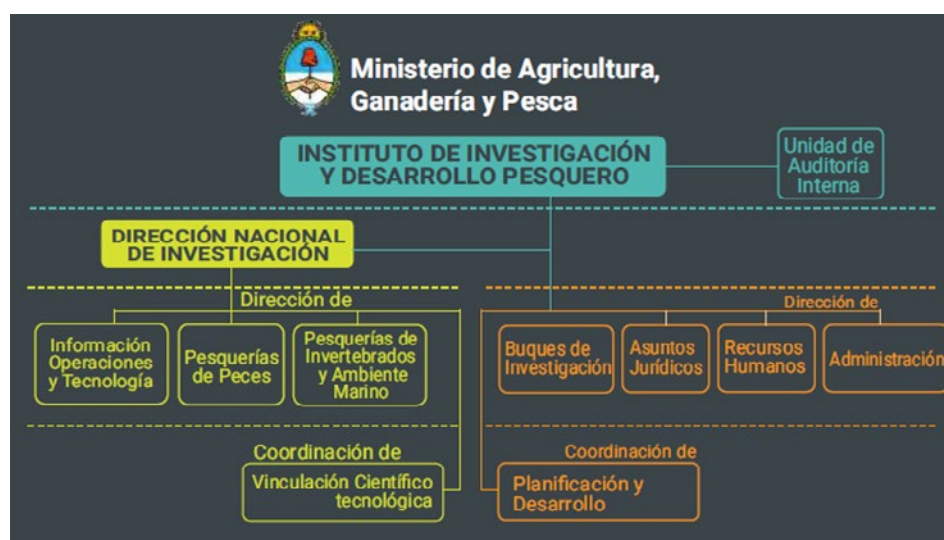 Ministerio de Agricultura,
Ganadería y Pesca
INSTITUTO DE INVESTIGACIÓN
Y DESARROLLO PESQUERO
Unidad de
Auditoría
Interna
DIRECCIÓN NACIONAL
DE INVESTIGACIÓN
Dirección de
Información
Operaciones
y Tecnología
Pesquerías
de Peces
Pesquerías de
Invertebrados
y Ambiente
Marino
Dirección de
Buques de
Investigación
Asuntos
Jurídicos
Recursos
Humanos
Administración
Coordinación de
Vinculación Científico
tecnológica
Coordinación de
Planificación y
Desarrollo